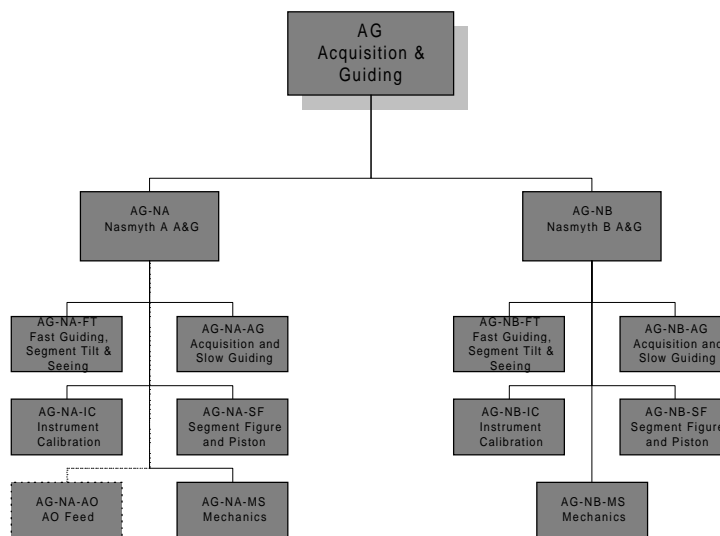 AG
Acquisition &
Guiding
AG-NA
Nasmyth A A&G
AG-NB
Nasmyth B A&G
AG-NA-FT
Fast Guiding,
Segment Tilt &
Seeing
AG-NA-AG
Acquisition and
Slow Guiding
AG-NB-FT
Fast Guiding,
Segment Tilt &
Seeing
AG-NB-AG
Acquisition and
Slow Guiding
AG-NA-IC
Instrument
Calibration
AG-NA-SF
Segment Figure
and Piston
AG-NB-IC
Instrument
Calibration
AG-NB-SF
Segment Figure
and Piston
AG-NA-AO
AO Feed
AG-NA-MS
Mechanics
AG-NB-MS
Mechanics